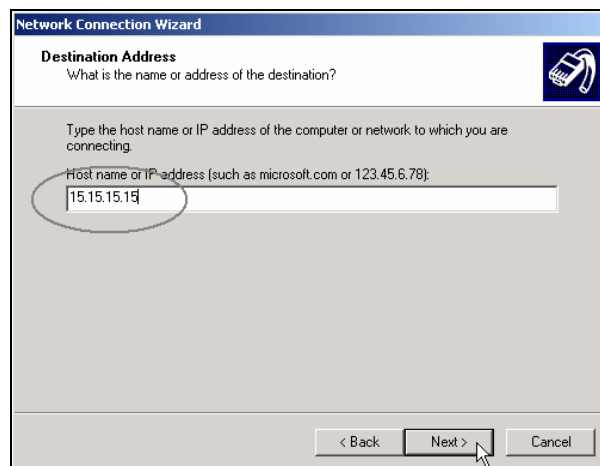 Network Connection Wizard
Destination Address
What is the name or address of the destination?
Type the host name or IP address of the computer or network to which you are
connecting.
Host name or IP address (such as microsoft.com or 123.45.6.78):
15.15.15.15
< Back
Next >
Cancel